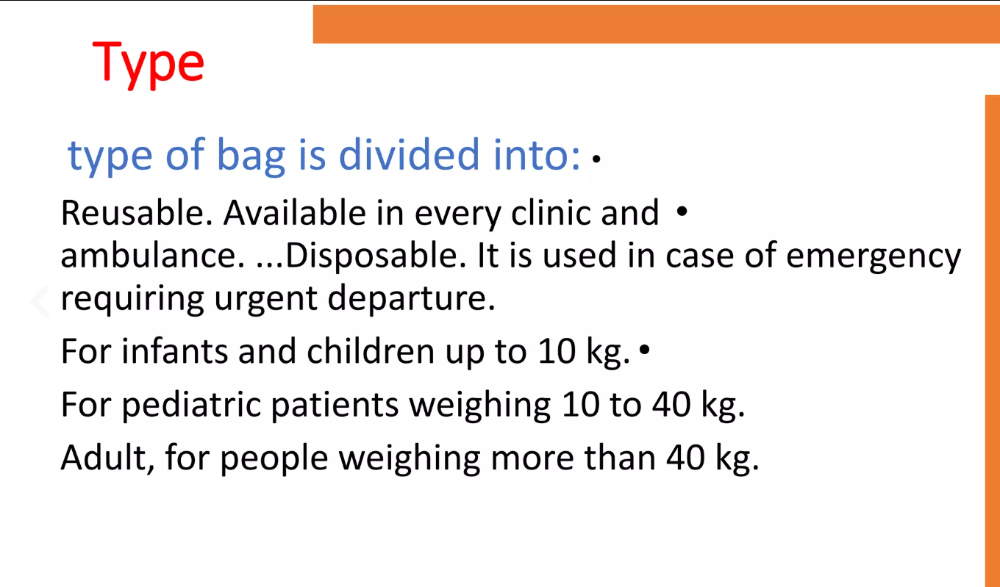 Type
type of bag is divided into: •
Reusable. Available in every clinic and •
ambulance. ...Disposable. It is used in case of emergency
requiring urgent departure.
For infants and children up to 10 kg. •
For pediatric patients weighing 10 to 40 kg.
Adult, for people weighing more than 40 kg.